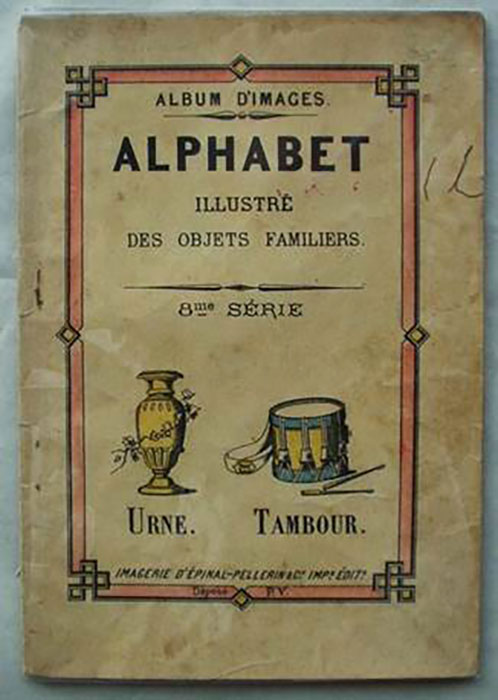 ALBUM D'IMAGES.
ALPHABET
ILLUSTRÉ
DES OBJETS FAMILIERS.
8me SÉRIE
URNE. TAMBOUR.
IMAGERIE D'ÉPINAL-PELLERIN & Cie IMPrs ÉDITrs
Déposé P.V.